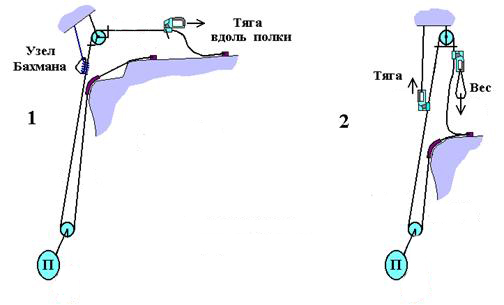 Тяга
вдоль полки
Узел
Бахмана
1
П
Тяга
Вес
2
П